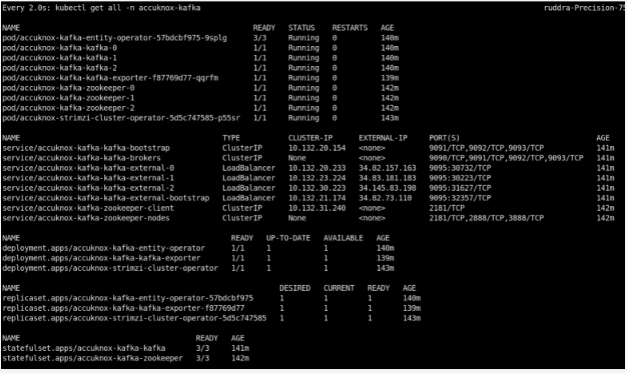 Every 2.0s: kubectl get all -n accuknox-kafka ruddra-Precision-75
NAME READY STATUS RESTARTS AGE
pod/accuknox-kafka-entity-operator-57bdcbf975-9splg 3/3 Running 0 140m
pod/accuknox-kafka-kafka-0 1/1 Running 0 140m
pod/accuknox-kafka-kafka-1 1/1 Running 0 140m
pod/accuknox-kafka-kafka-2 1/1 Running 0 140m
pod/accuknox-kafka-kafka-exporter-f87769d77-qqrfm 1/1 Running 0 139m
pod/accuknox-kafka-zookeeper-0 1/1 Running 0 142m
pod/accuknox-kafka-zookeeper-1 1/1 Running 0 142m
pod/accuknox-kafka-zookeeper-2 1/1 Running 0 142m
pod/accuknox-strimzi-cluster-operator-5d5c747585-p55sr 1/1 Running 0 143m
NAME TYPE CLUSTER-IP EXTERNAL-IP PORT(S) AGE
service/accuknox-kafka-kafka-bootstrap ClusterIP 10.132.20.154 <none> 9091/TCP,9092/TCP,9093/TCP 141m
service/accuknox-kafka-kafka-brokers ClusterIP None <none> 9090/TCP,9091/TCP,9092/TCP,9093/TCP 141m
service/accuknox-kafka-kafka-external-0 LoadBalancer 10.132.20.233 34.82.157.163 9095:30732/TCP 141m
service/accuknox-kafka-kafka-external-1 LoadBalancer 10.132.23.224 34.83.181.183 9095:30223/TCP 141m
service/accuknox-kafka-kafka-external-2 LoadBalancer 10.132.30.223 34.145.83.198 9095:31627/TCP 141m
service/accuknox-kafka-kafka-external-bootstrap LoadBalancer 10.132.21.174 34.82.73.110 9095:32357/TCP 141m
service/accuknox-kafka-zookeeper-client ClusterIP 10.132.31.240 <none> 2181/TCP 142m
service/accuknox-kafka-zookeeper-nodes ClusterIP None <none> 2181/TCP,2888/TCP,3888/TCP 142m
NAME READY UP-TO-DATE AVAILABLE AGE
deployment.apps/accuknox-kafka-entity-operator 1/1 1 1 140m
deployment.apps/accuknox-kafka-kafka-exporter 1/1 1 1 139m
deployment.apps/accuknox-strimzi-cluster-operator 1/1 1 1 143m
NAME DESIRED CURRENT READY AGE
replicaset.apps/accuknox-kafka-entity-operator-57bdcbf975 1 1 1 140m
replicaset.apps/accuknox-kafka-kafka-exporter-f87769d77 1 1 1 139m
replicaset.apps/accuknox-strimzi-cluster-operator-5d5c747585 1 1 1 143m
NAME READY AGE
statefulset.apps/accuknox-kafka-kafka 3/3 141m
statefulset.apps/accuknox-kafka-zookeeper 3/3 142m